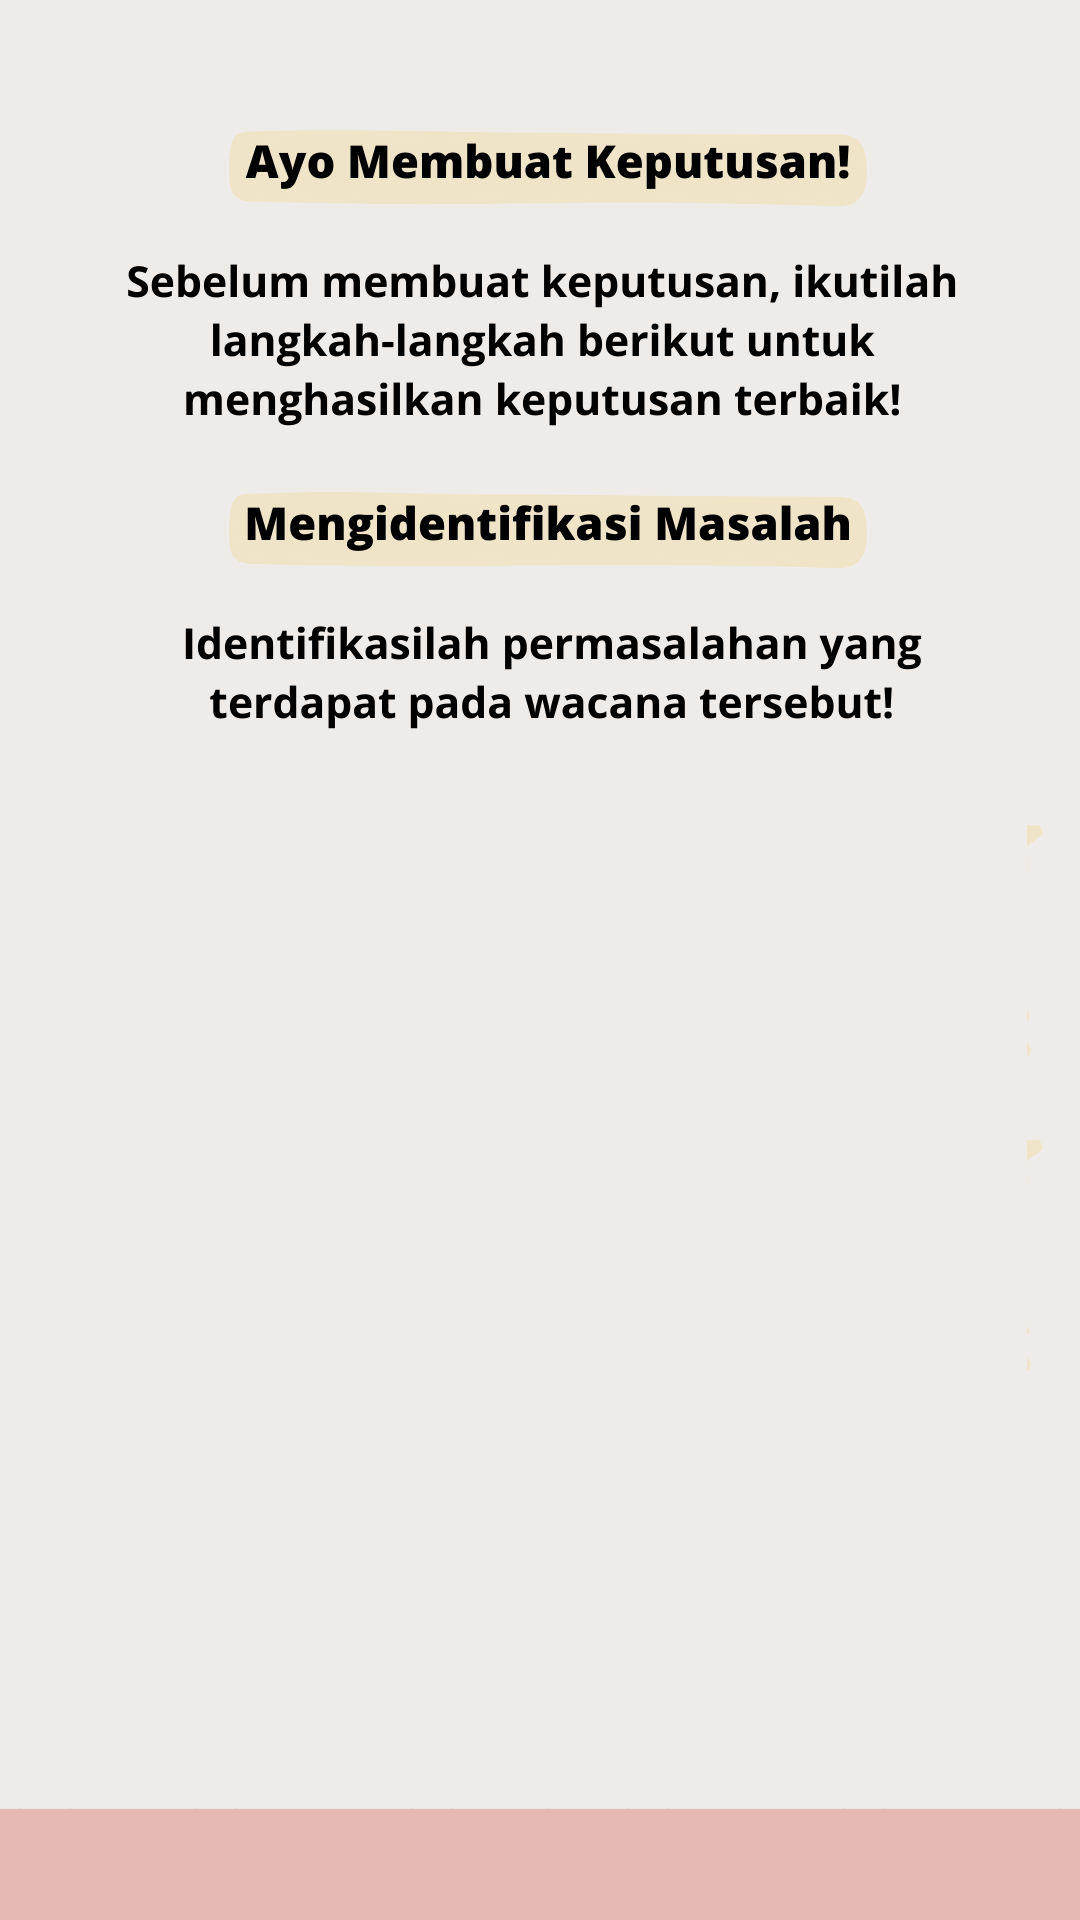 Ayo Membuat Keputusan!
Sebelum membuat keputusan, ikutilah
langkah-langkah berikut untuk
menghasilkan keputusan terbaik!
Mengidentifikasi Masalah
Identifikasilah permasalahan yang
terdapat pada wacana tersebut!